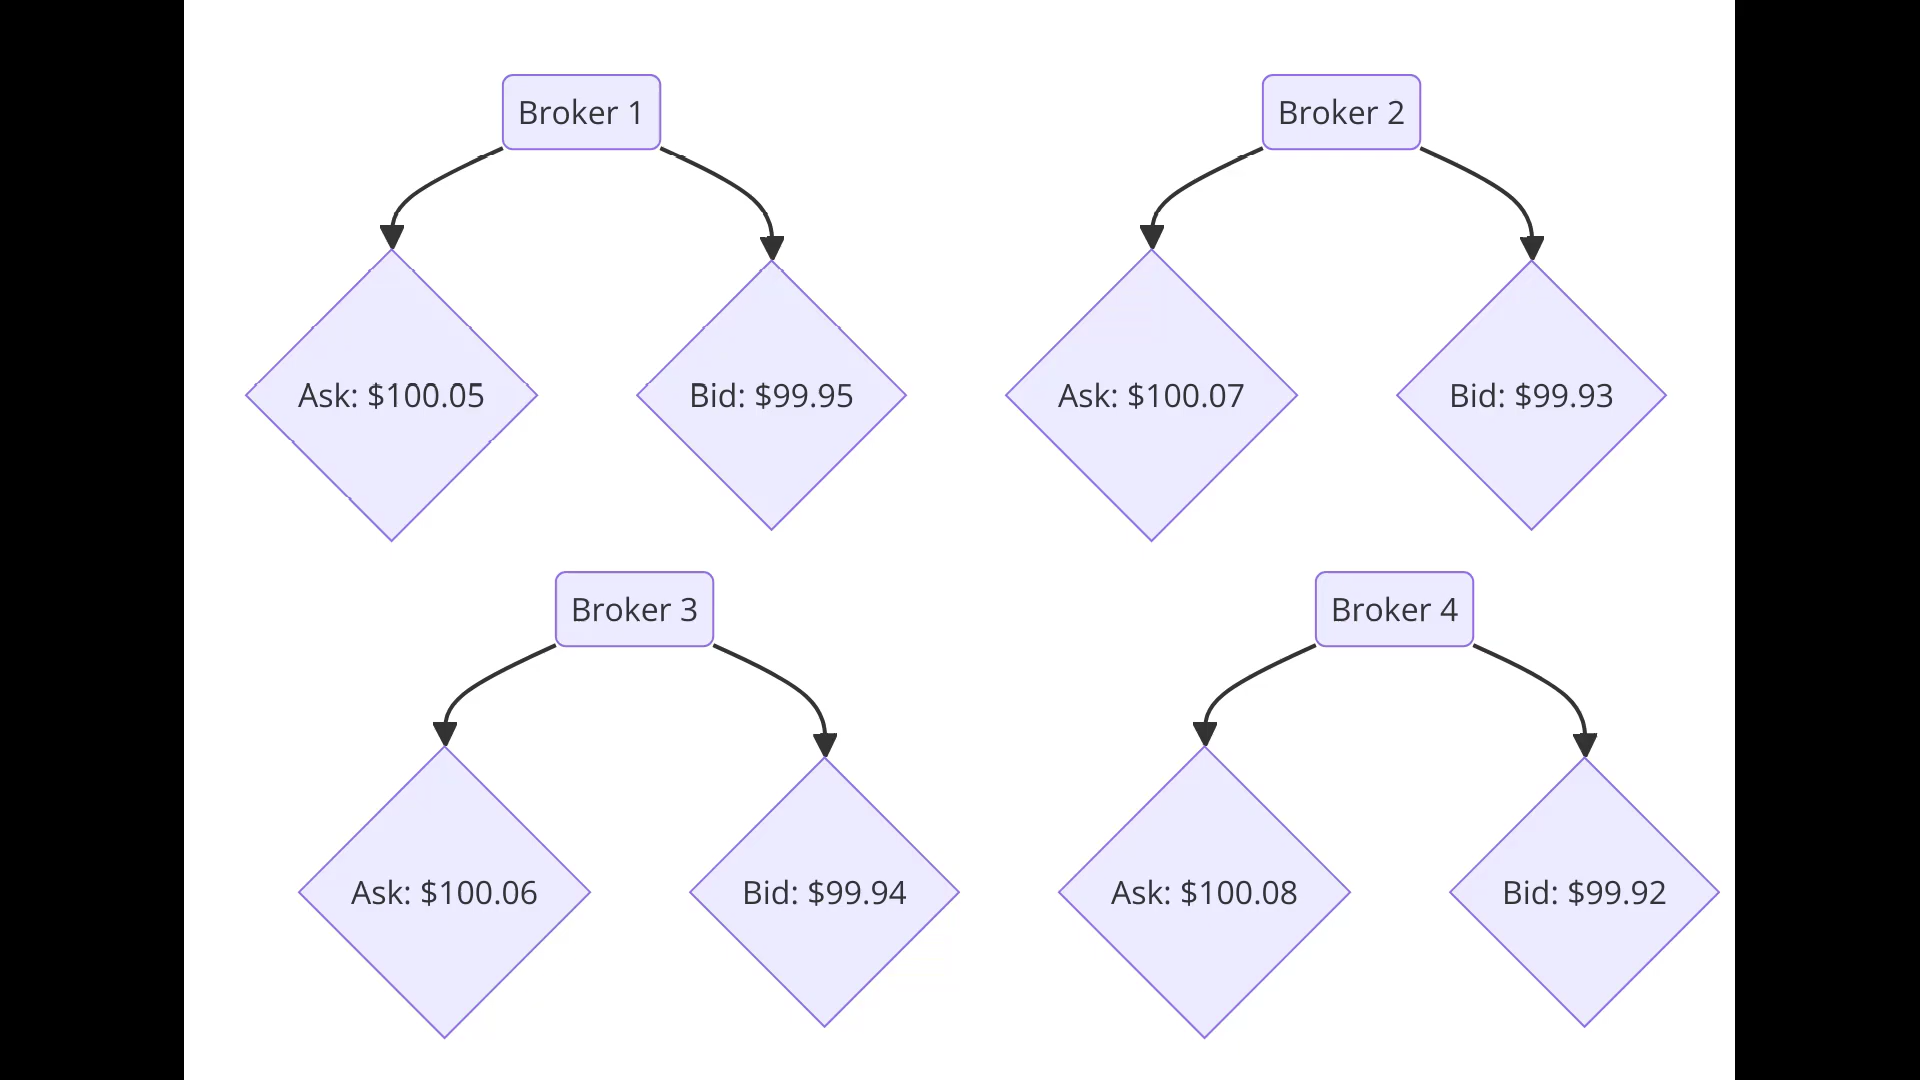 Broker 1
Broker 2
Ask: $100.05
Bid: $99.95
Ask: $100.07
Bid: $99.93
Broker 3
Broker 4
Ask: $100.06
Bid: $99.94
Ask: $100.08
Bid: $99.92